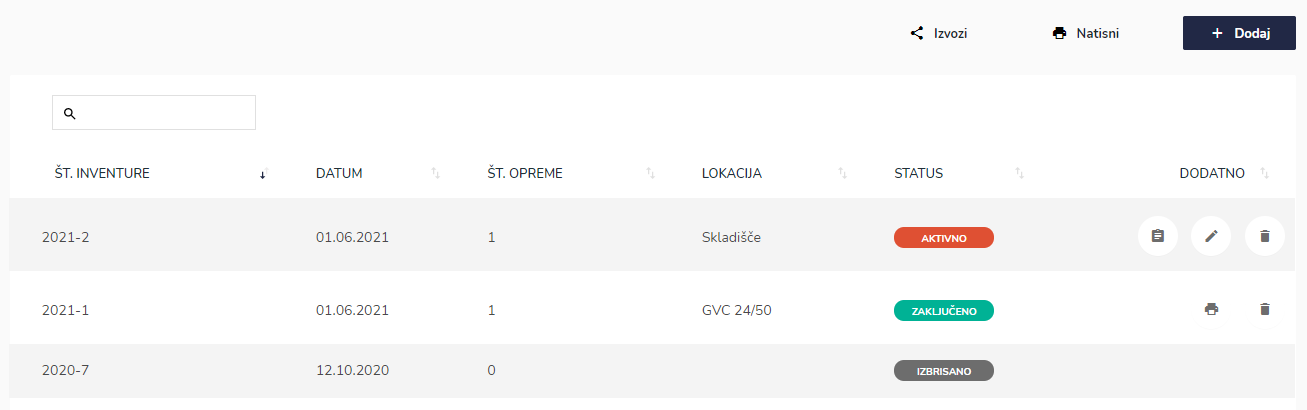 Izvozi Natisni + Dodaj
ŠT. INVENTURE DATUM ŠT. OPREME LOKACIJA STATUS DODATNO
2021-2 01.06.2021 1 Skladišče AKTIVNO
2021-1 01.06.2021 1 GVC 24/50 ZAKLJUČENO
2020-7 12.10.2020 0 IZBRISANO